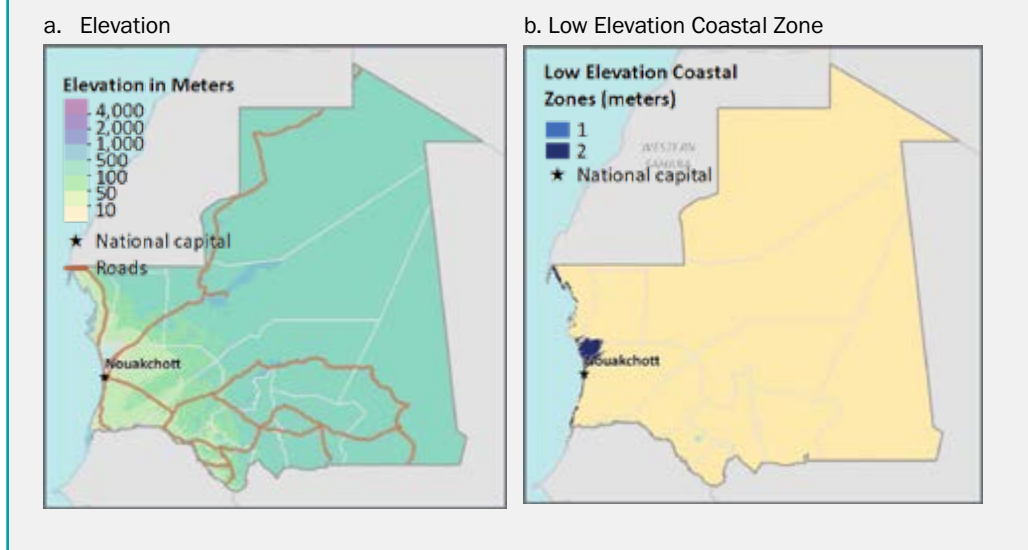 a. Elevation
b. Low Elevation Coastal Zone
Elevation in Meters
4,000
2,000
1,000
500
100
50
10
National capital
Roads
Nouakchott
Low Elevation Coastal
Zones (meters)
1
2
WESTERN
SAHARA
National capital
Nouakchott